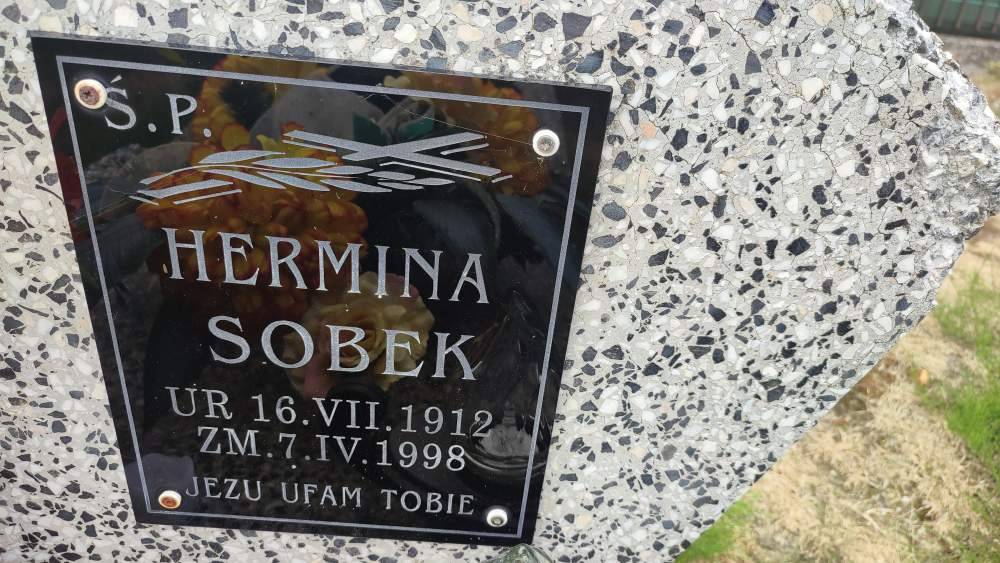 Ś.P.
HERMINA
SOBEK
UR 16.VII.1912
ZM.7.IV.1998
JEZU UFAM TOBIE